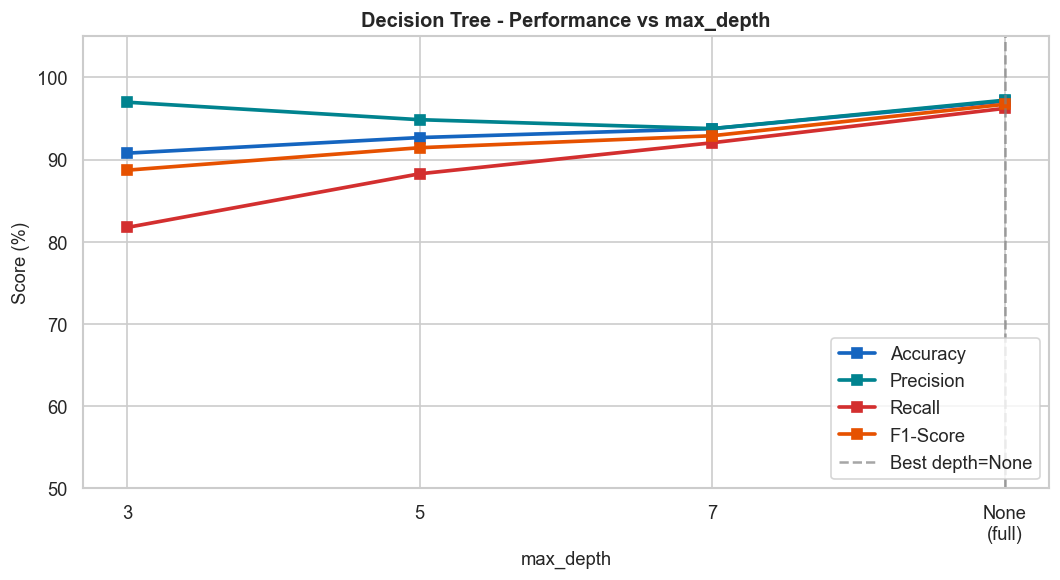 Decision Tree - Performance vs max_depth
Score (%)
100
90
80
70
60
50
Accuracy
Precision
Recall
F1-Score
Best depth=None
3
5
7
None
(full)
max_depth